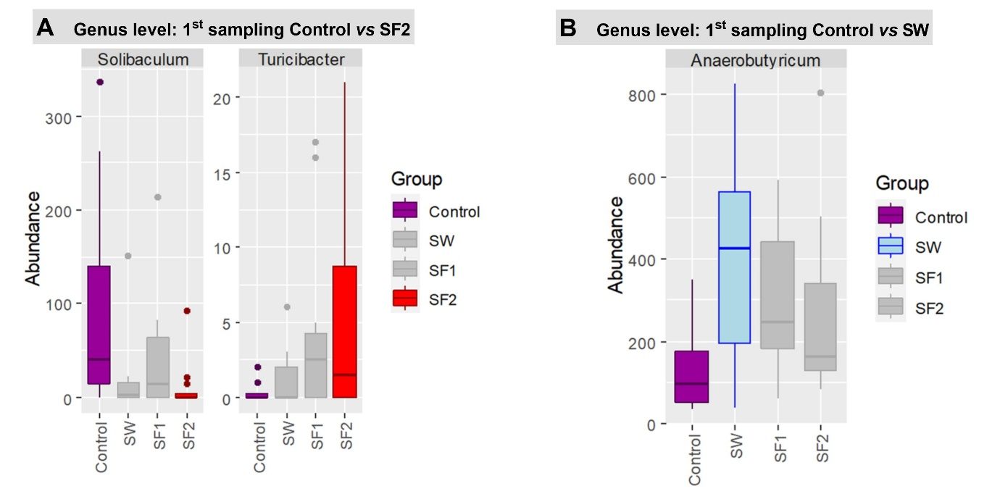 A Genus level: 1st sampling Control vs SF2
Solibaculum
Turicibacter
Abundance
300
200
100
0
20
15
10
5
0
Control
SW
SF1
SF2
Control
SW
SF1
SF2
Group
Control
SW
SF1
SF2
B Genus level: 1st sampling Control vs SW
Anaerobutyricum
Abundance
800
600
400
200
0
Control
SW
SF1
SF2
Group
Control
SW
SF1
SF2